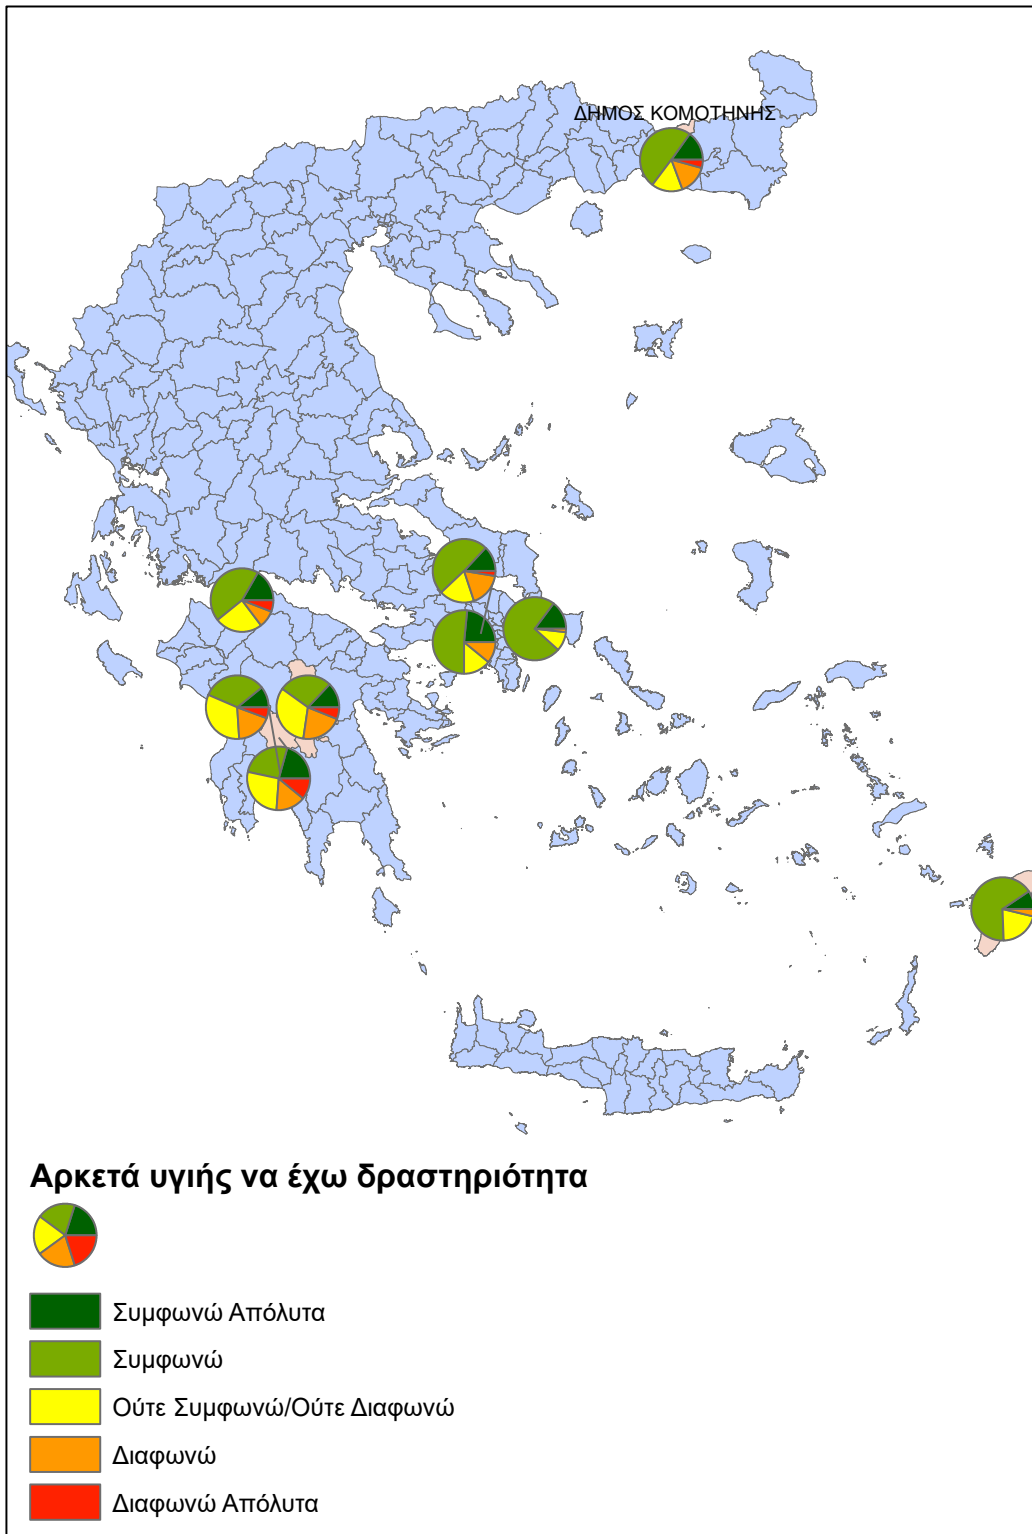 ΔΗΜΟΣ ΚΟΜΟΤΗΝΗΣ
Αρκετά υγιής να έχω δραστηριότητα
Συμφωνώ Απόλυτα
Συμφωνώ
Ούτε Συμφωνώ/Ούτε Διαφωνώ
Διαφωνώ
Διαφωνώ Απόλυτα